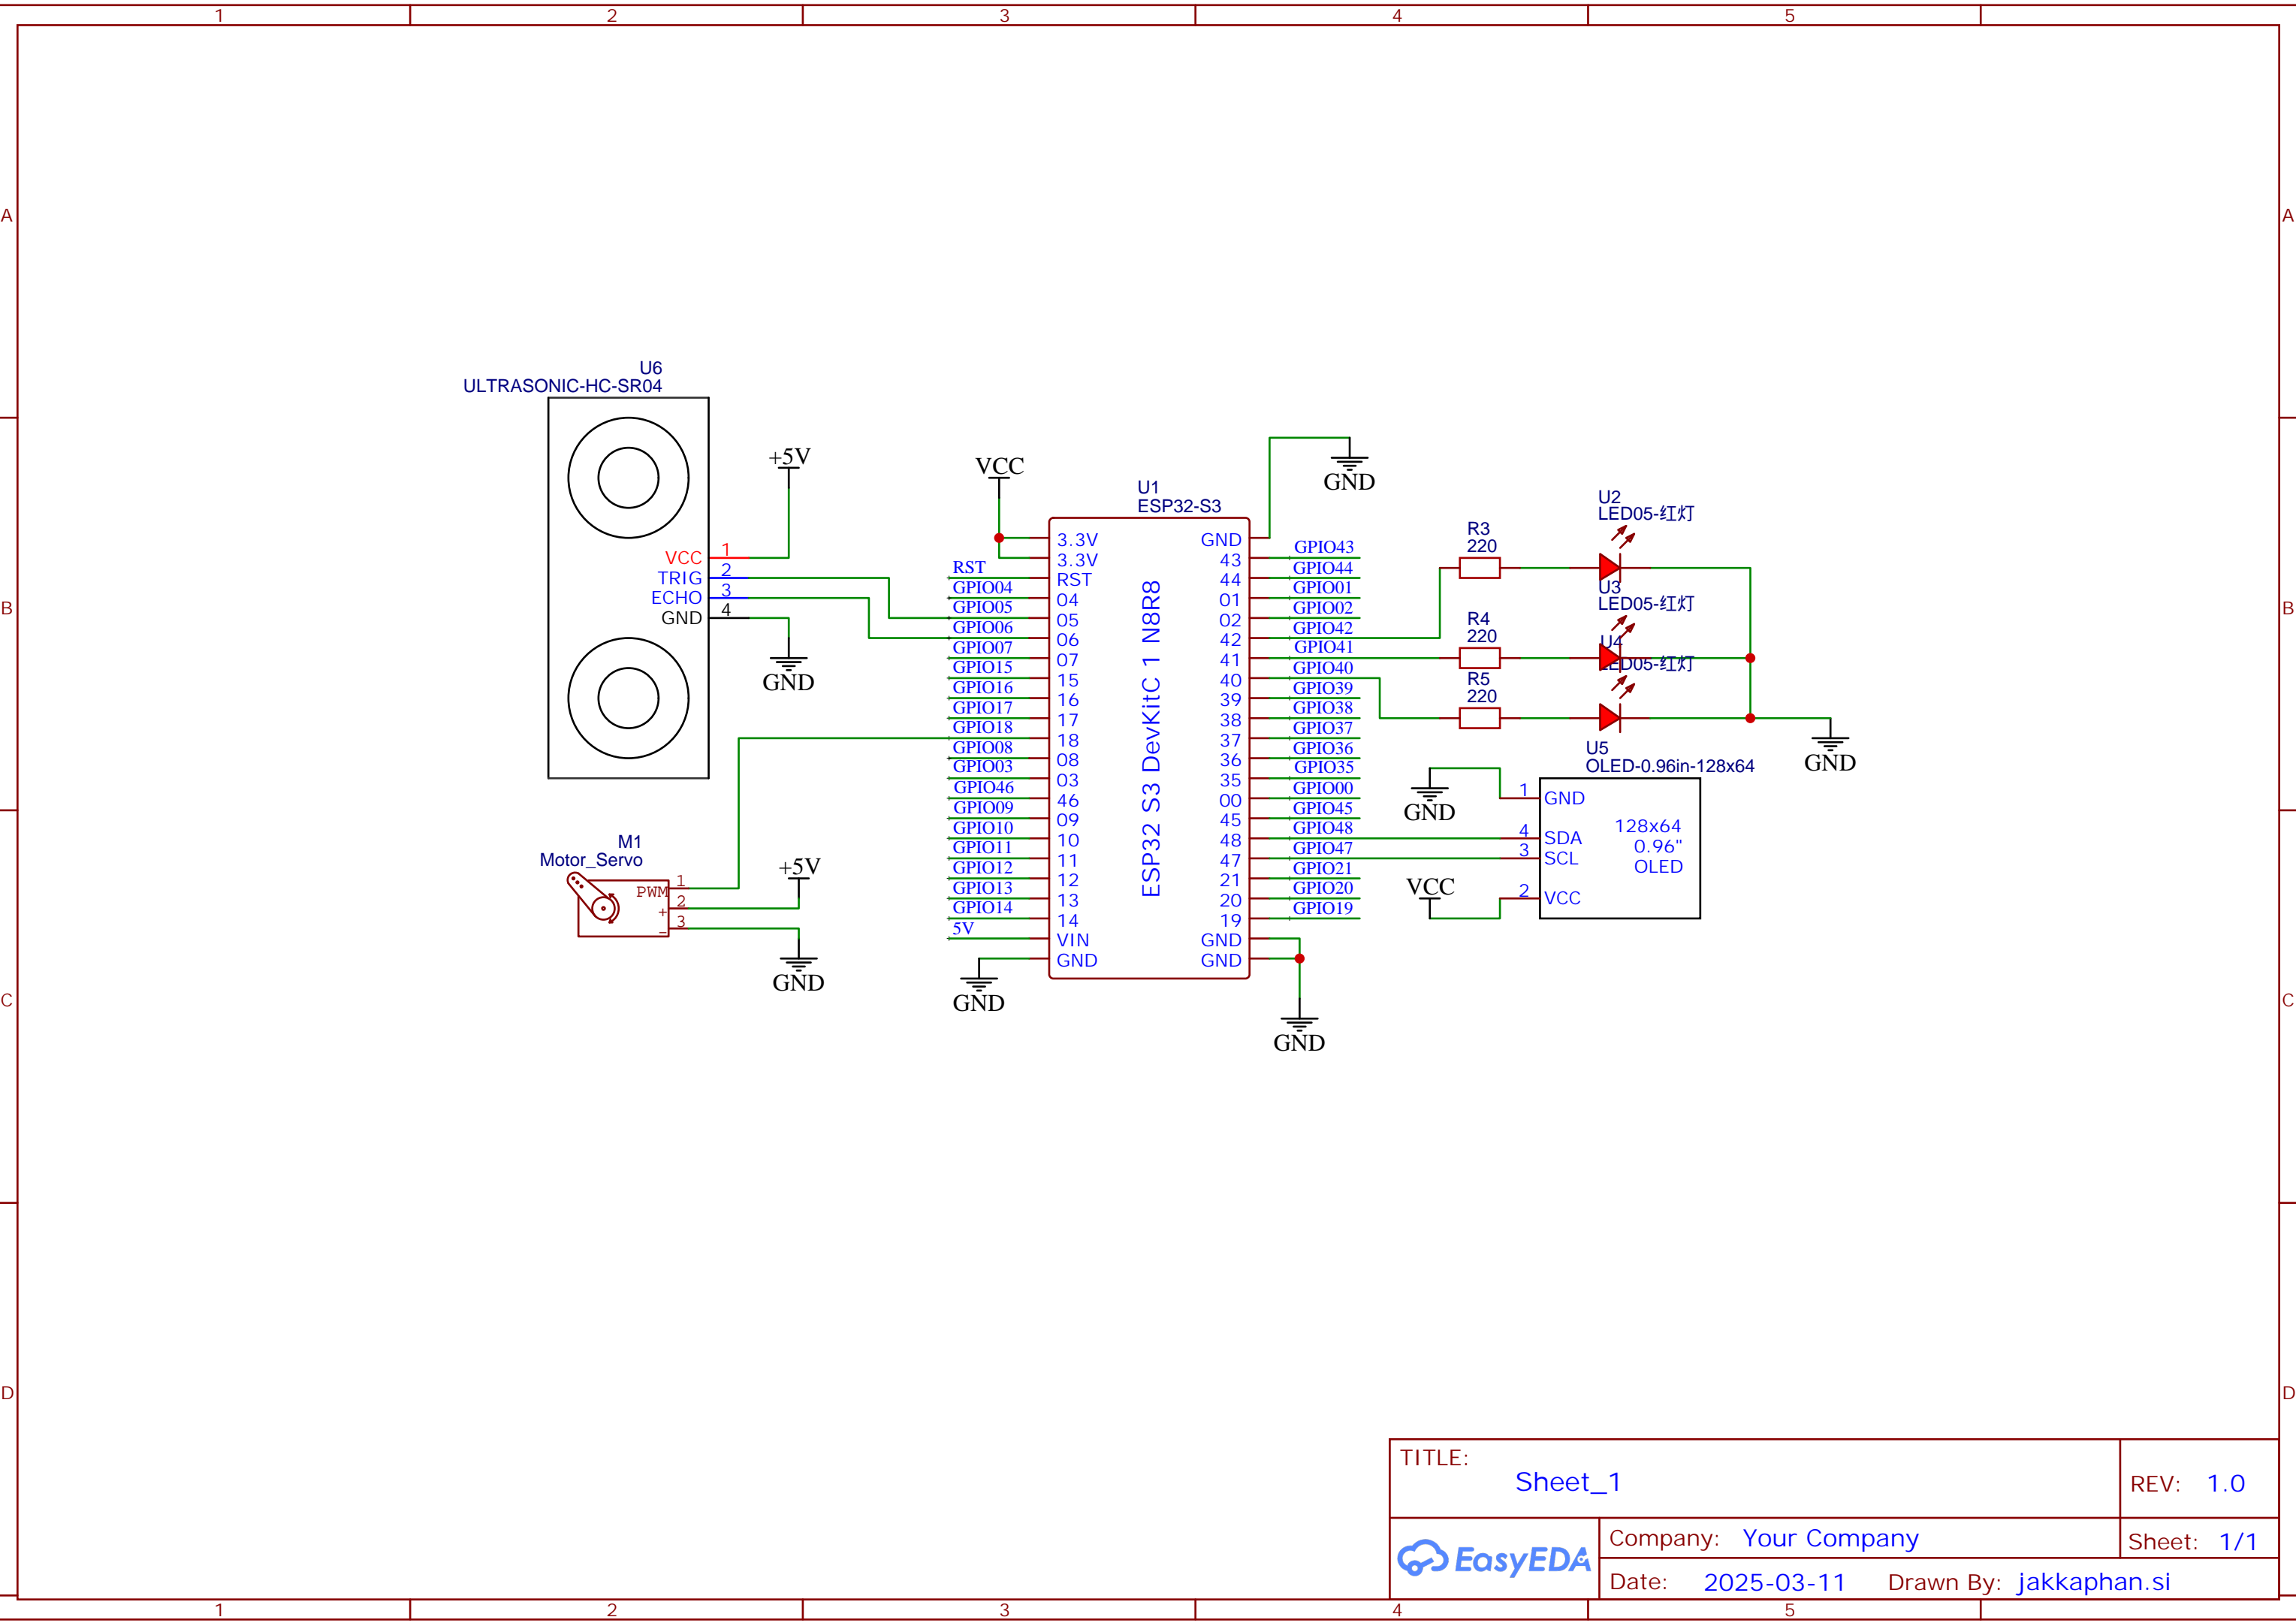 1 2 3 4 5
A A
B B
C C
D D
U6
ULTRASONIC-HC-SR04
VCC 1
TRIG 2
ECHO 3
GND 4
+5V
GND
M1
Motor_Servo
PWM 1
+ 2
- 3
+5V
GND
VCC
U1
ESP32-S3
ESP32 S3 DevKitC 1 N8R8
3.3V
3.3V
RST RST
GPIO04 04
GPIO05 05
GPIO06 06
GPIO07 07
GPIO15 15
GPIO16 16
GPIO17 17
GPIO18 18
GPIO08 08
GPIO03 03
GPIO46 46
GPIO09 09
GPIO10 10
GPIO11 11
GPIO12 12
GPIO13 13
GPIO14 14
5V VIN
GND
GND
GND
GND
43 GPIO43
44 GPIO44
01 GPIO01
02 GPIO02
42 GPIO42
41 GPIO41
40 GPIO40
39 GPIO39
38 GPIO38
37 GPIO37
36 GPIO36
35 GPIO35
00 GPIO00
45 GPIO45
48 GPIO48
47 GPIO47
21 GPIO21
20 GPIO20
19 GPIO19
GND
GND
GND
GND
R3
220
R4
220
R5
220
U2
LED05-红灯
U3
LED05-红灯
U4
LED05-红灯
GND
U5
OLED-0.96in-128x64
1 GND
4 SDA
3 SCL
2 VCC
128x64
0.96"
OLED
GND
VCC
TITLE:
Sheet_1
REV: 1.0
EasyEDA
Company: Your Company
Sheet: 1/1
Date: 2025-03-11 Drawn By: jakkaphan.si
1 2 3 4 5